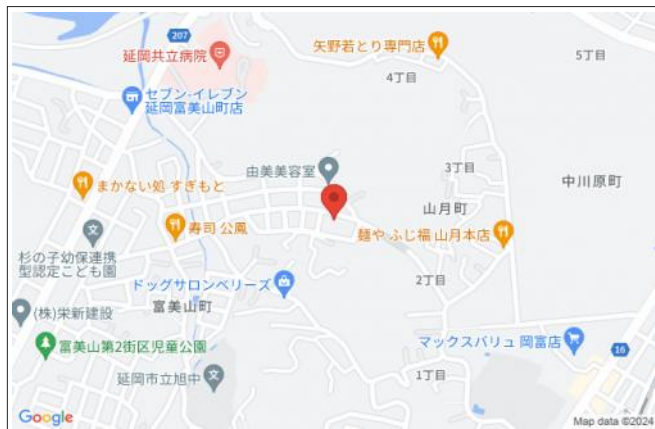 207
延岡共立病院
矢野若とり専門店
5丁目
4丁目
セブン-イレブン
延岡富美山町店
3丁目
由美美容室
中川原町
まかない処 すぎもと
山月町
寿司 公鳳
麺や ふじ福 山月本店
杉の子幼保連携
型認定こども園
ドッグサロンベリーズ
2丁目
(株)栄新建設
富美山町
富美山第2街区児童公園
マックスバリュ 岡富店
16
延岡市立旭中
1丁目
Google
Map data ©2024